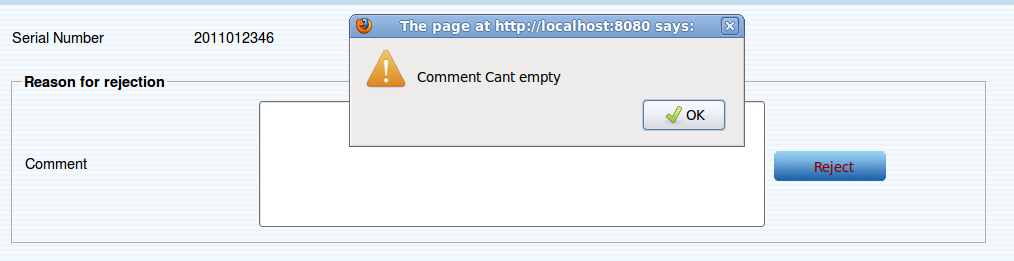 The page at http://localhost:8080 says:
Serial Number 2011012346
Comment Cant empty
Reason for rejection
OK
Comment
Reject